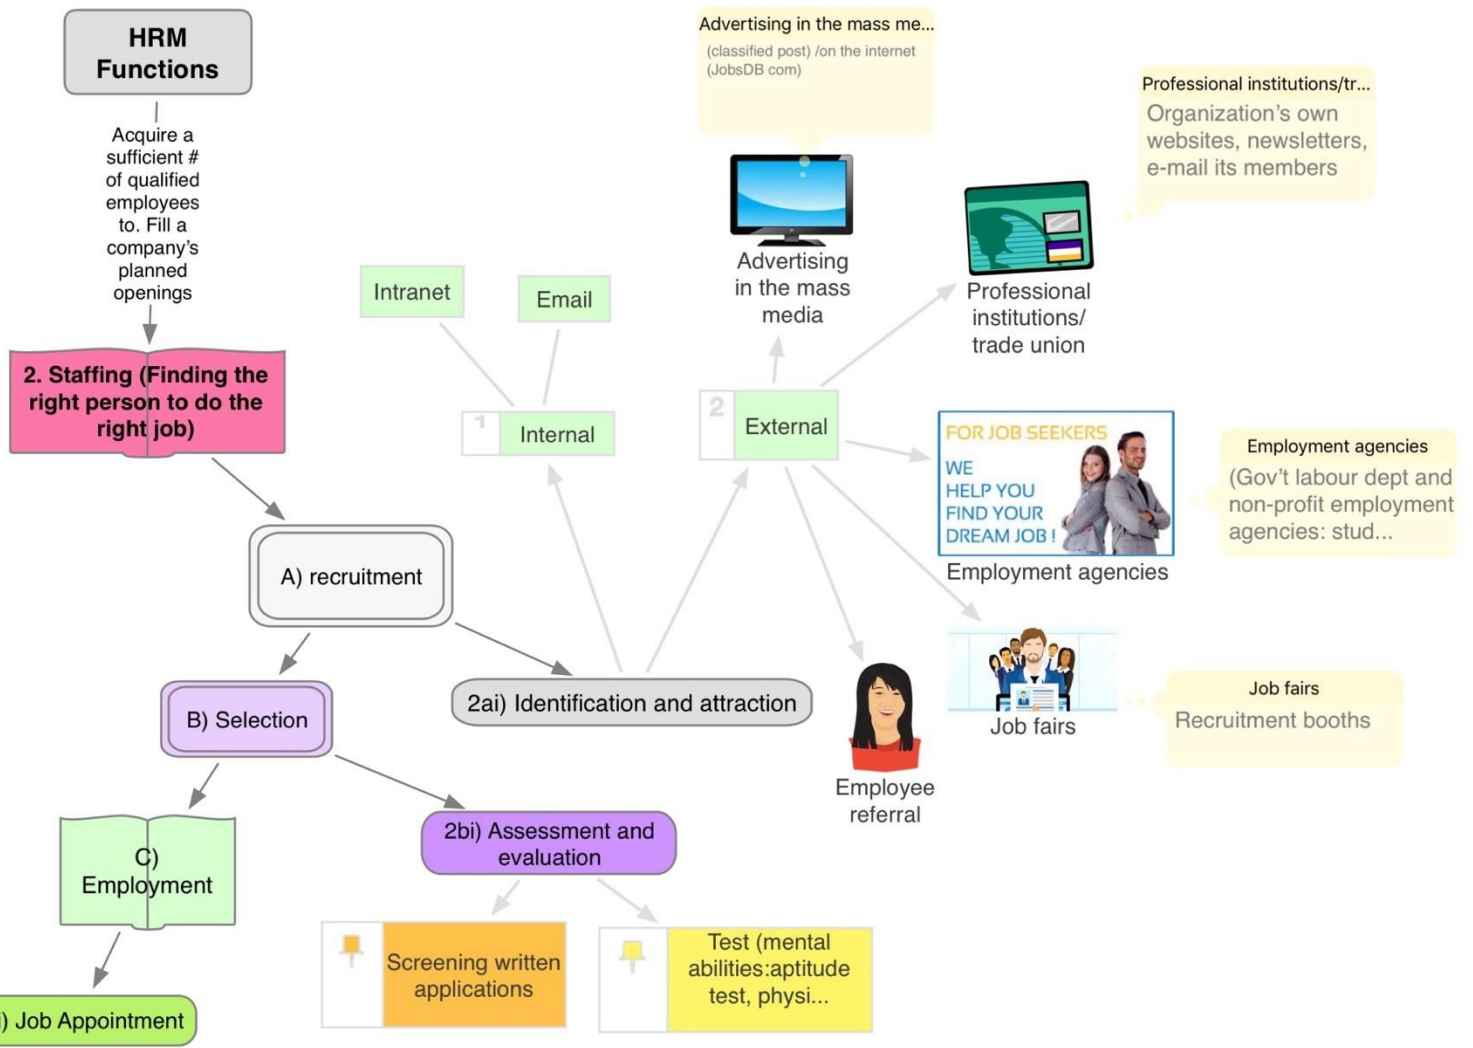 HRM
Functions
Acquire a
sufficient #
of qualified
employees
to. Fill a
company's
planned
openings
2. Staffing (Finding the
right person to do the
right job)
A) recruitment
B) Selection
C)
Employment
i) Job Appointment
2ai) Identification and attraction
2bi) Assessment and
evaluation
Screening written
applications
Test (mental
abilities:aptitude
test, physi...
Intranet
Email
1
Internal
2
External
Advertising in the mass me...
(classified post) /on the internet
(JobsDB com)
Advertising
in the mass
media
Professional institutions/tr...
Organization's own
websites, newsletters,
e-mail its members
Professional
institutions/
trade union
FOR JOB SEEKERS
WE
HELP YOU
FIND YOUR
DREAM JOB !
Employment agencies
Employment agencies
(Gov't labour dept and
non-profit employment
agencies: stud...
Job fairs
Job fairs
Recruitment booths
Employee
referral